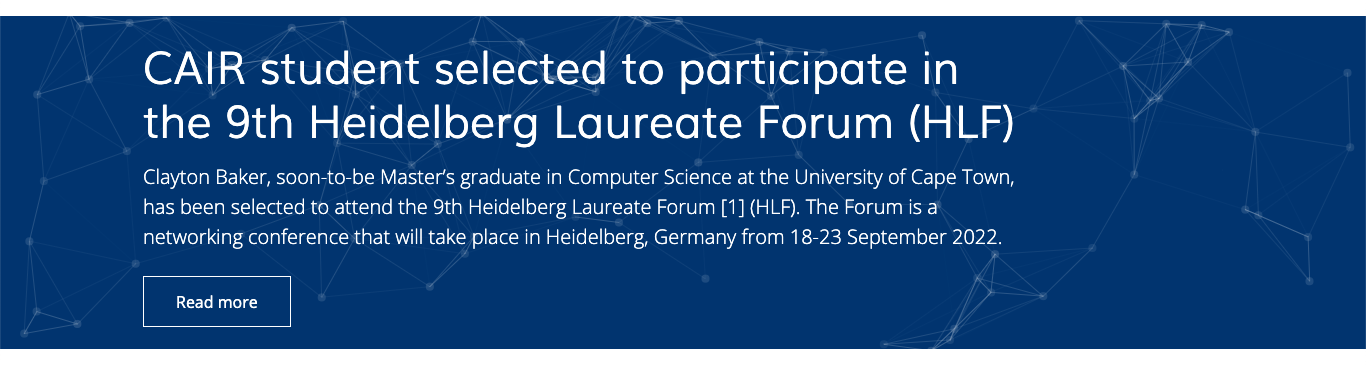 CAIR student selected to participate in
the 9th Heidelberg Laureate Forum (HLF)
Clayton Baker, soon-to-be Master’s graduate in Computer Science at the University of Cape Town,
has been selected to attend the 9th Heidelberg Laureate Forum [1] (HLF). The Forum is a
networking conference that will take place in Heidelberg, Germany from 18-23 September 2022.
Read more